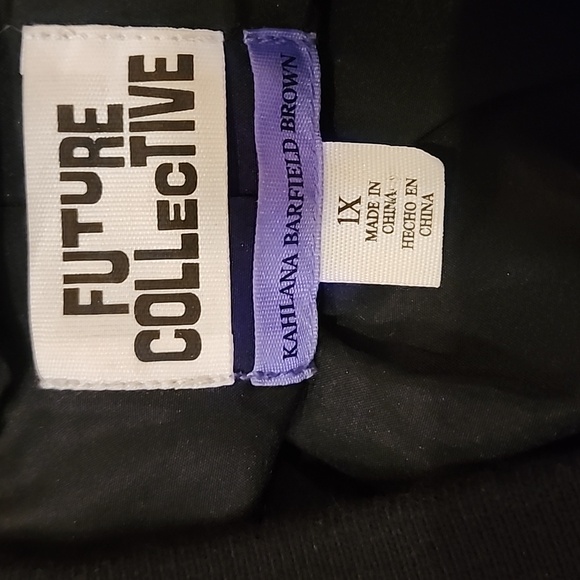 FUTURE
COLLECTIVE
KAHLANA BARFIELD BROWN
1X
MADE IN
CHINA
HECHO EN
CHINA